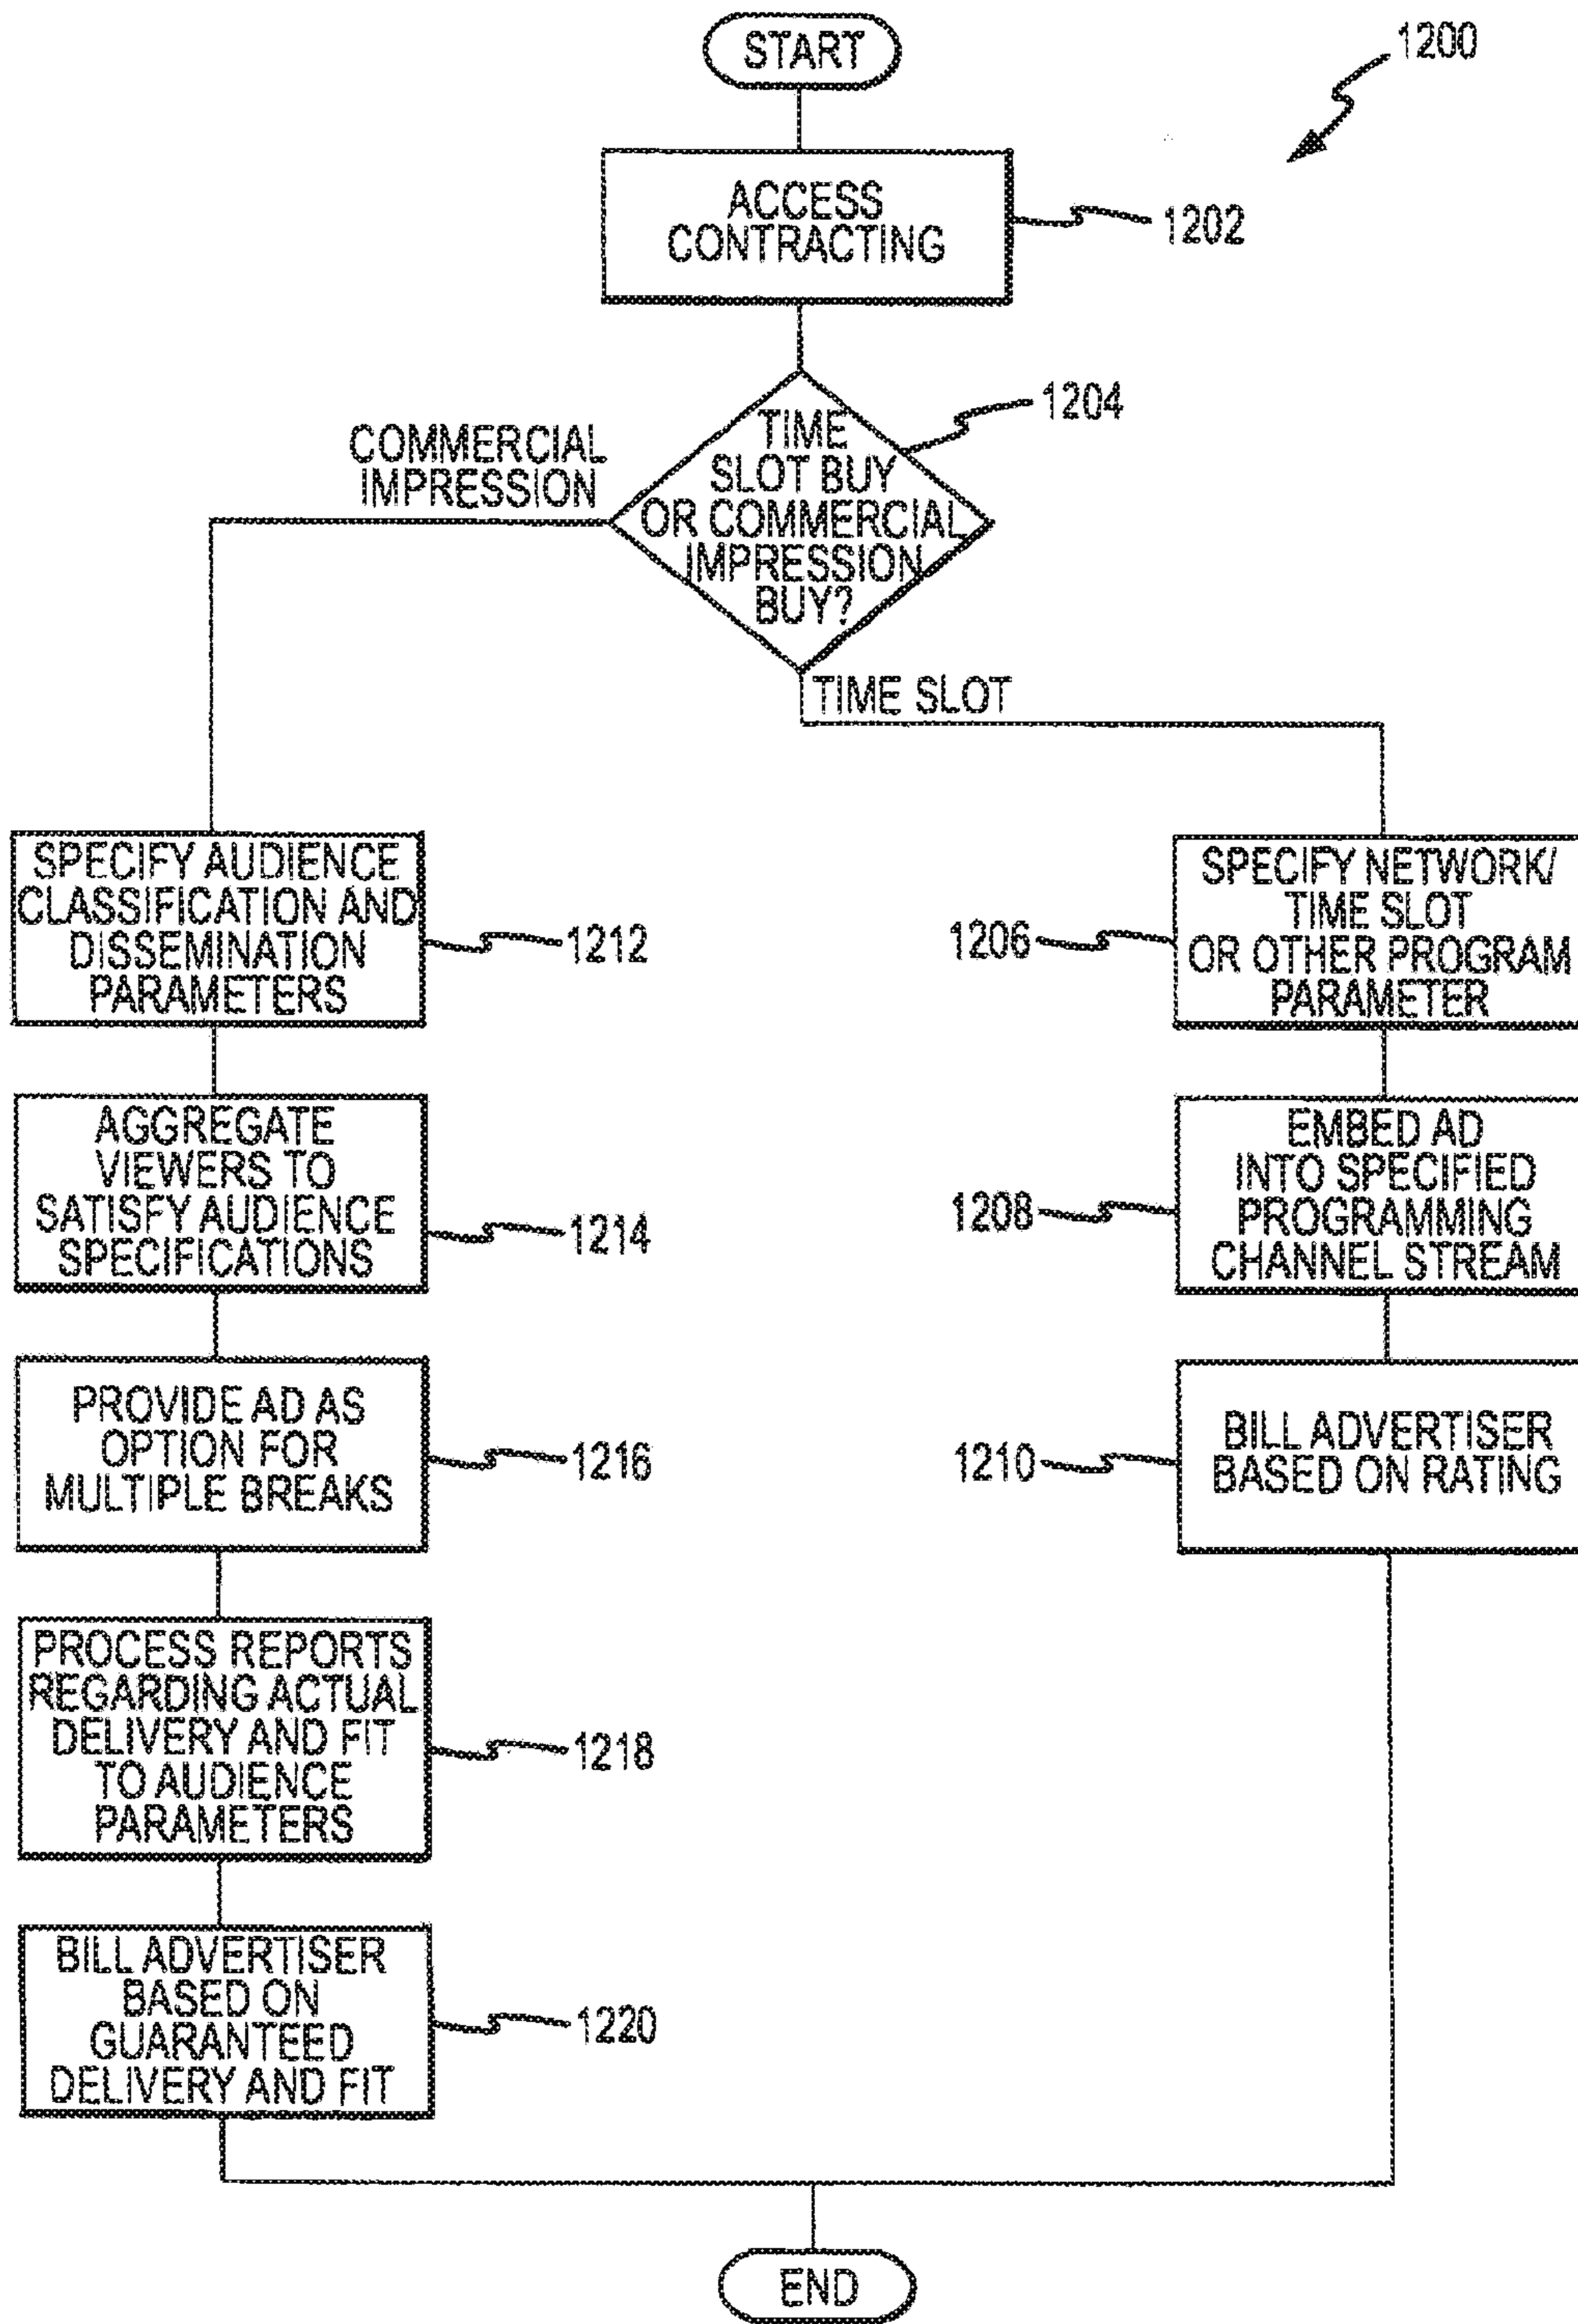 START
1200
ACCESS
CONTRACTING
1202
TIME
SLOT BUY
OR COMMERCIAL
IMPRESSION
BUY?
1204
COMMERCIAL
IMPRESSION
TIME SLOT
SPECIFY AUDIENCE
CLASSIFICATION AND
DISSEMINATION
PARAMETERS
1212
AGGREGATE
VIEWERS TO
SATISFY AUDIENCE
SPECIFICATIONS
1214
PROVIDE AD AS
OPTION FOR
MULTIPLE BREAKS
1216
PROCESS REPORTS
REGARDING ACTUAL
DELIVERY AND FIT
TO AUDIENCE
PARAMETERS
1218
BILL ADVERTISER
BASED ON
GUARANTEED
DELIVERY AND FIT
1220
SPECIFY NETWORK/
TIME SLOT
OR OTHER PROGRAM
PARAMETER
1206
EMBED AD
INTO SPECIFIED
PROGRAMMING
CHANNEL STREAM
1208
BILL ADVERTISER
BASED ON RATING
1210
END